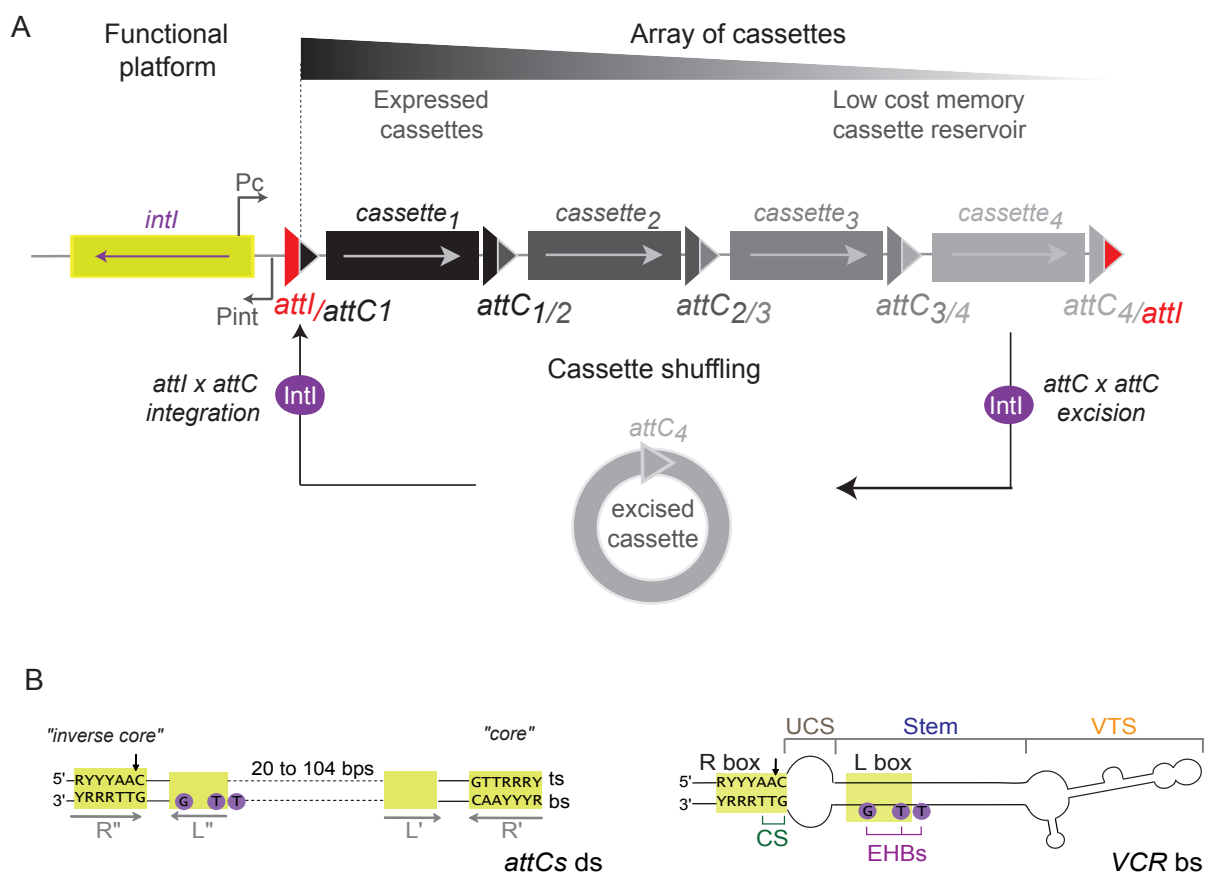 A
Functional
platform
Array of cassettes
Expressed
cassettes
Low cost memory
cassette reservoir
Pc
intI
cassette1
cassette2
cassette3
cassette4
Pint
attI/attC1
attC1/2
attC2/3
attC3/4
attC4/attI
Cassette shuffling
attI x attC
integration
IntI
IntI
attC x attC
excision
attC4
excised
cassette
B
"inverse core"
"core"
20 to 104 bps
5'
RYYYAAC
GTTRRRY
ts
3'
YRRRTTG
G
T
T
CAAYYYR
bs
R"
L"
L'
R'
attCs ds
UCS
Stem
VTS
R box
L box
5'
RYYYAAC
3'
YRRRTTG
G
T
T
CS
EHBs
VCR bs